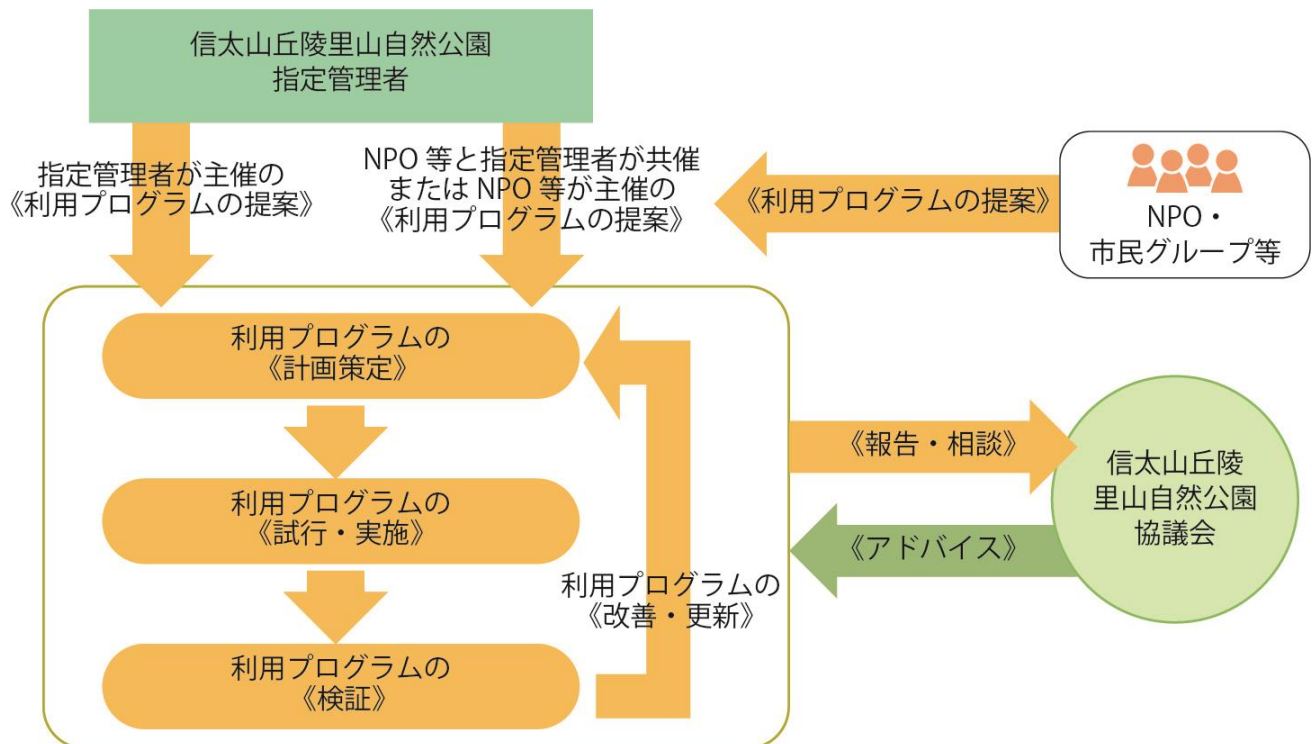 信太山丘陵里山自然公園
指定管理者
指定管理者が主催の
《利用プログラムの提案》
NPO 等と指定管理者が共催
または NPO 等が主催の
《利用プログラムの提案》
《利用プログラムの提案》
NPO・
市民グループ等
利用プログラムの
《計画策定》
利用プログラムの
《試行・実施》
利用プログラムの
《検証》
利用プログラムの
《改善・更新》
《報告・相談》
《アドバイス》
信太山丘陵
里山自然公園
協議会